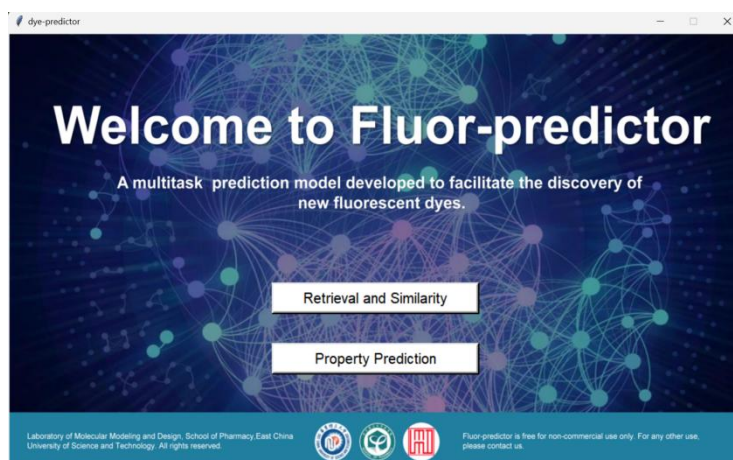 dye-predictor
Welcome to Fluor-predictor
A multitask prediction model developed to facilitate the discovery of
new fluorescent dyes.
Retrieval and Similarity
Property Prediction
Laboratory of Molecular Modeling and Design, School of Pharmacy,East China
University of Science and Technology. All rights reserved.
Fluor-predictor is free for non-commercial use only. For any other use,
please contact us.